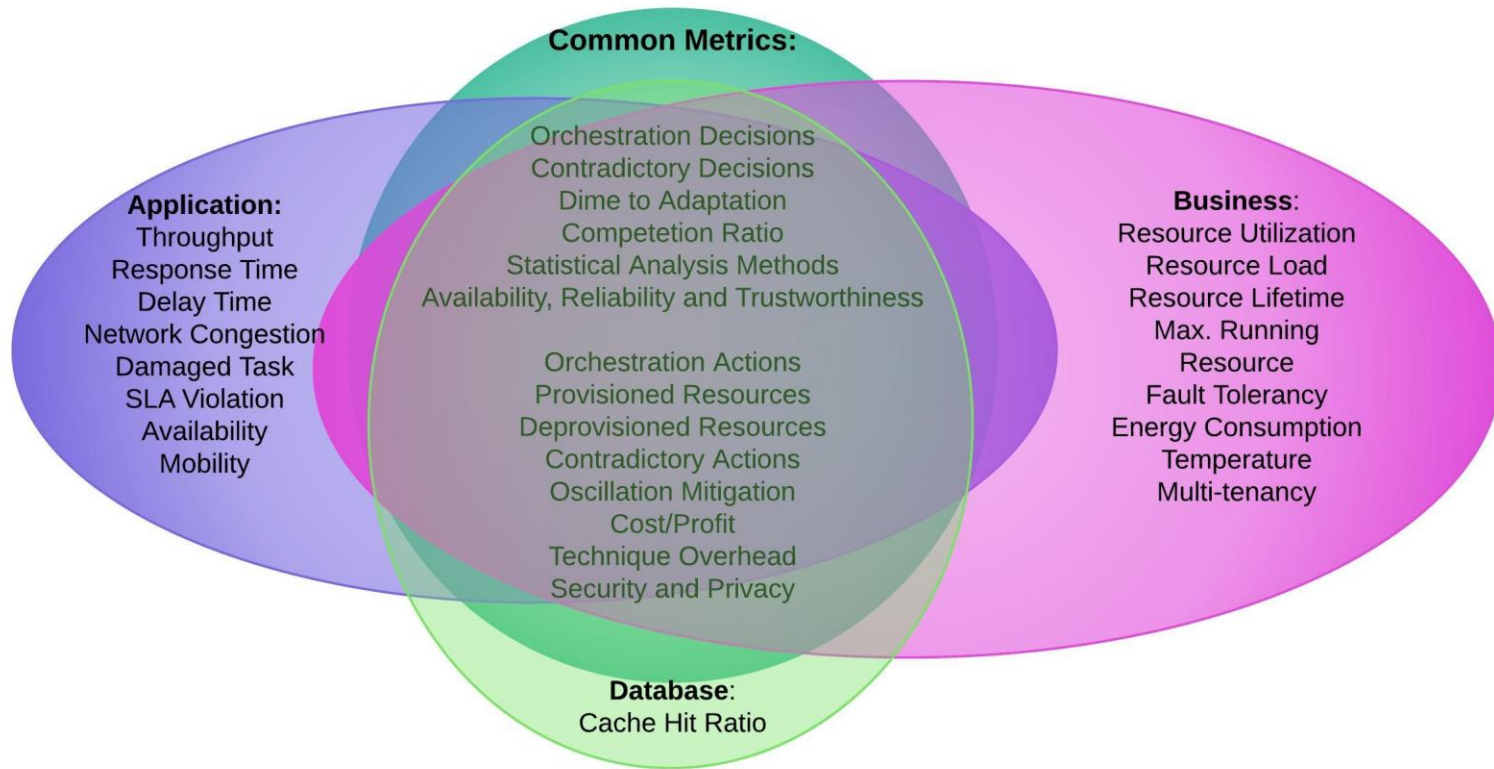 Common Metrics:
Orchestration Decisions
Contradictory Decisions
Dime to Adaptation
Competetion Ratio
Statistical Analysis Methods
Availability, Reliability and Trustworthiness
Orchestration Actions
Provisioned Resources
Deprovisioned Resources
Contradictory Actions
Oscillation Mitigation
Cost/Profit
Technique Overhead
Security and Privacy
Application:
Throughput
Response Time
Delay Time
Network Congestion
Damaged Task
SLA Violation
Availability
Mobility
Business:
Resource Utilization
Resource Load
Resource Lifetime
Max. Running
Resource
Fault Tolerancy
Energy Consumption
Temperature
Multi-tenancy
Database:
Cache Hit Ratio